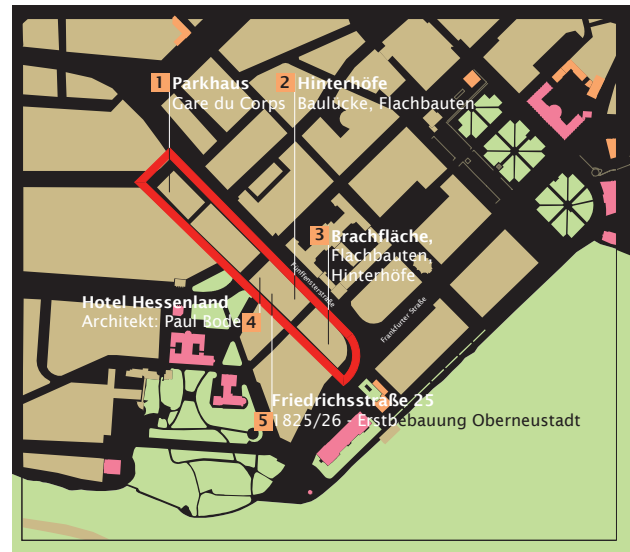 1 Parkhaus
Gare du Corps
2 Hinterhöfe
Baulücke, Flachbauten
3 Brachfläche,
Flachbauten,
Hinterhöfe
Fünffensterstraße
Frankfurter Straße
Hotel Hessenland
Architekt: Paul Bode 4
Friedrichsstraße 25
5 1825/26 - Erstbebauung Oberneustadt